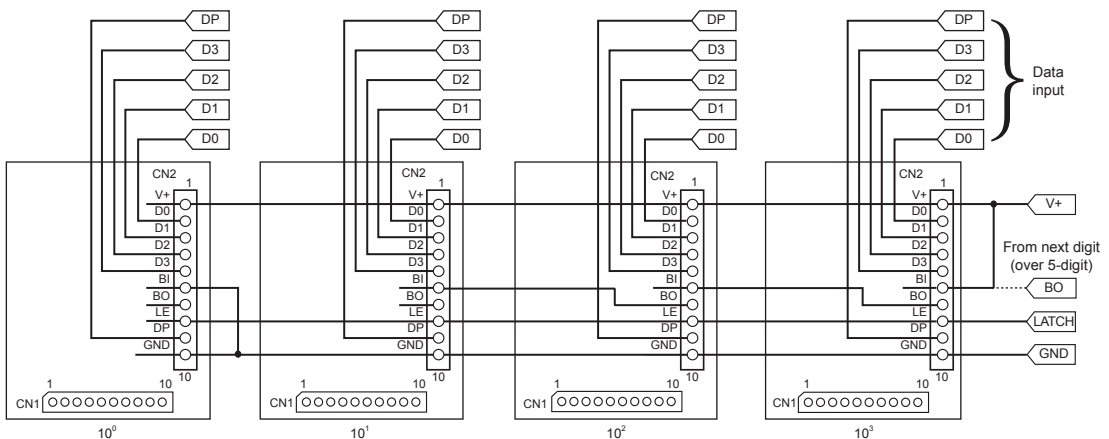 DP DP DP DP
D3 D3 D3 D3
D2 D2 D2 D2
D1 D1 D1 D1
D0 D0 D0 D0
Data
input
CN2 CN2 CN2 CN2
1 1 1 1
V+ V+ V+ V+ V+
D0 D0 D0 D0
D1 D1 D1 D1
D2 D2 D2 D2
D3 D3 D3 D3
From next digit
(over 5-digit)
BI BI BI BI
BO BO BO BO BO
LE LE LE LE LATCH
DP DP DP DP
GND GND GND GND GND
10 10 10 10
1 10 1 10 1 10 1 10
CN1 CN1 CN1 CN1
10⁰ 10¹ 10² 10³